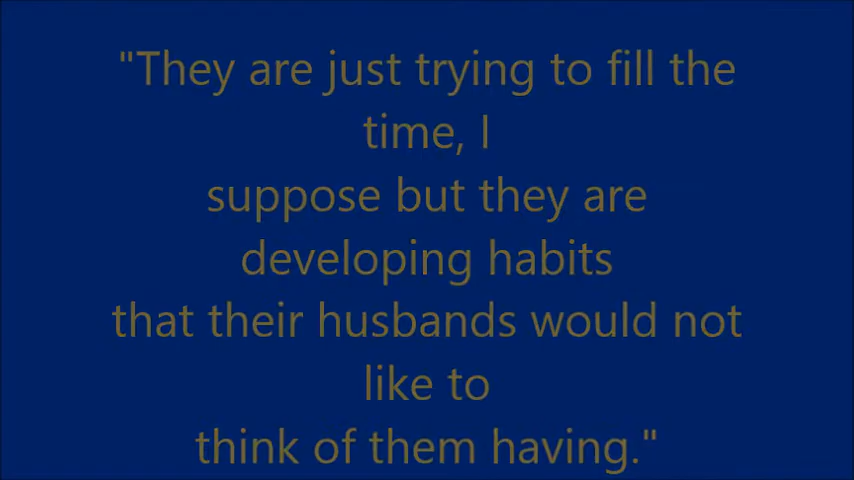 "They are just trying to fill the
time, I
suppose but they are
developing habits
that their husbands would not
like to
think of them having."